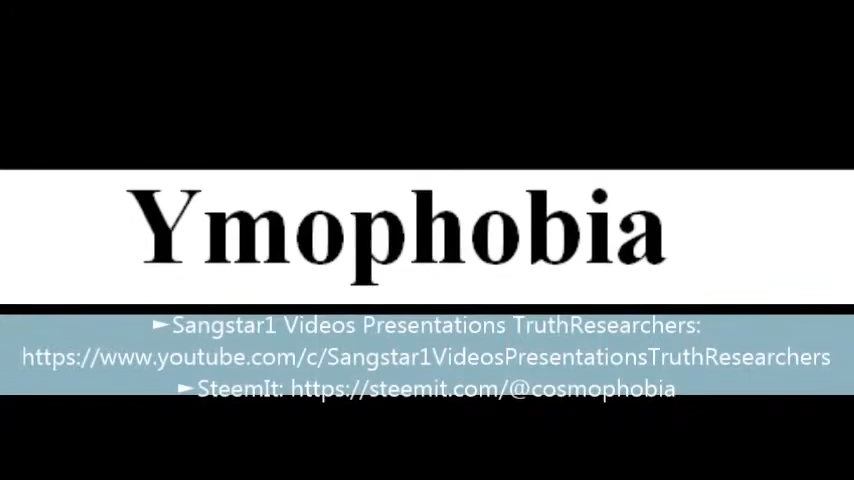 Ymophobia
►Sangstar1 Videos Presentations TruthResearchers:
https://www.youtube.com/c/Sangstar1VideosPresentationsTruthResearchers
►SteemIt: https://steemit.com/@cosmophobia